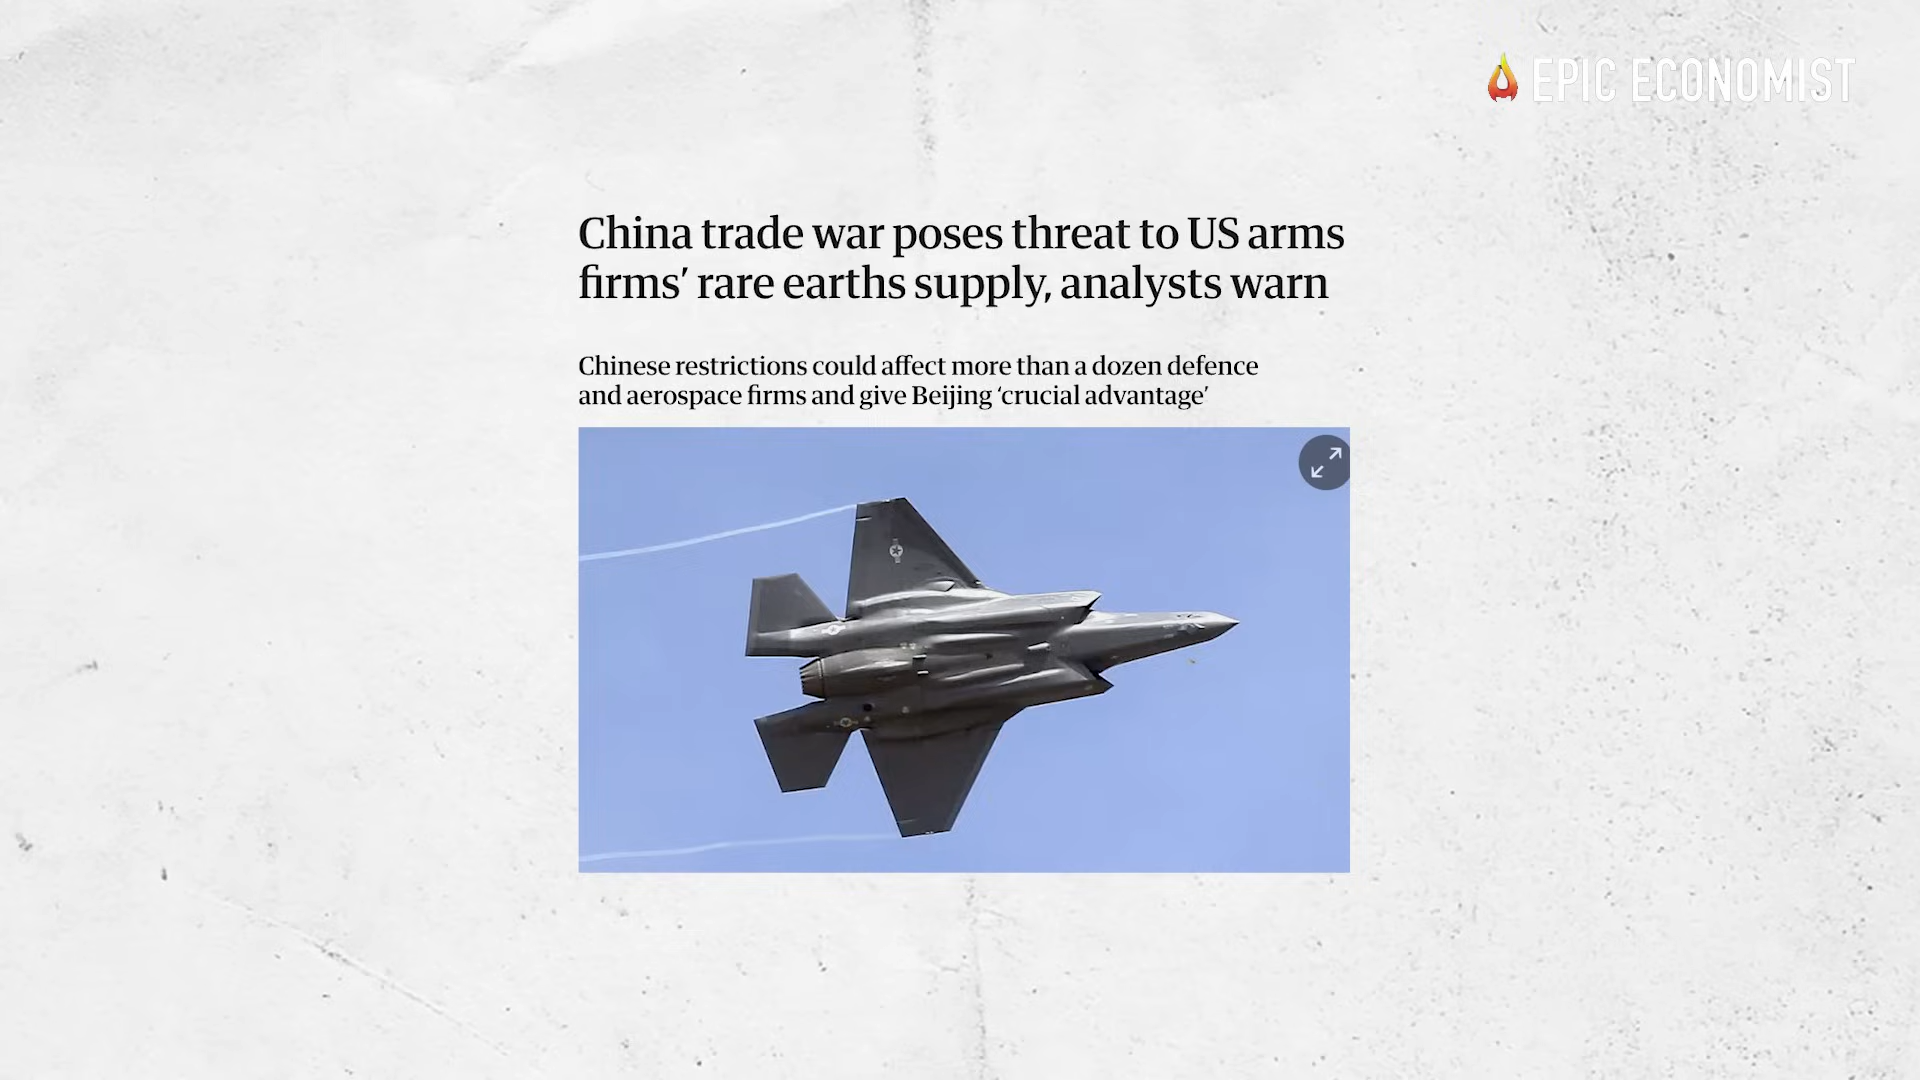 EPIC ECONOMIST
China trade war poses threat to US arms
firms’ rare earths supply, analysts warn
Chinese restrictions could affect more than a dozen defence
and aerospace firms and give Beijing ‘crucial advantage’